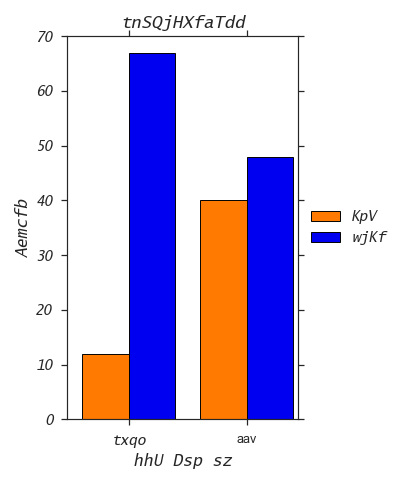 tnSQjHXfaTdd
70
60
50
40
30
20
10
0
Aemcfb
txqo aav
hhU Dsp sz
KpV
wjKf